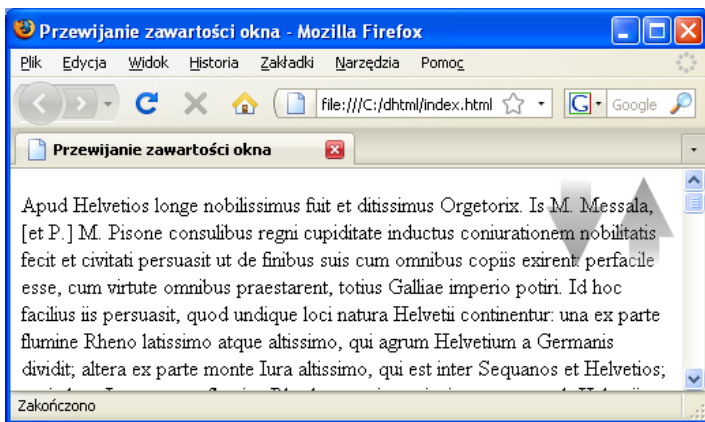 Przewijanie zawartości okna - Mozilla Firefox
Plik Edycja Widok Historia Zakładki Narzędzia Pomoc
file:///C:/dhtml/index.html G Google
Przewijanie zawartości okna
Apud Helvetios longe nobilissimus fuit et ditissimus Orgetorix. Is M. Messala,
[et P.] M. Pisone consulibus regni cupiditate inductus coniurationem nobilitatis
fecit et civitati persuasit ut de finibus suis cum omnibus copiis exirent: perfacile
esse, cum virtute omnibus praestarent, totius Galliae imperio potiri. Id hoc
facilius iis persuasit, quod undique loci natura Helvetii continentur: una ex parte
flumine Rheno latissimo atque altissimo, qui agrum Helvetium a Germanis
dividit; altera ex parte monte Iura altissimo, qui est inter Sequanos et Helvetios;
Zakończono